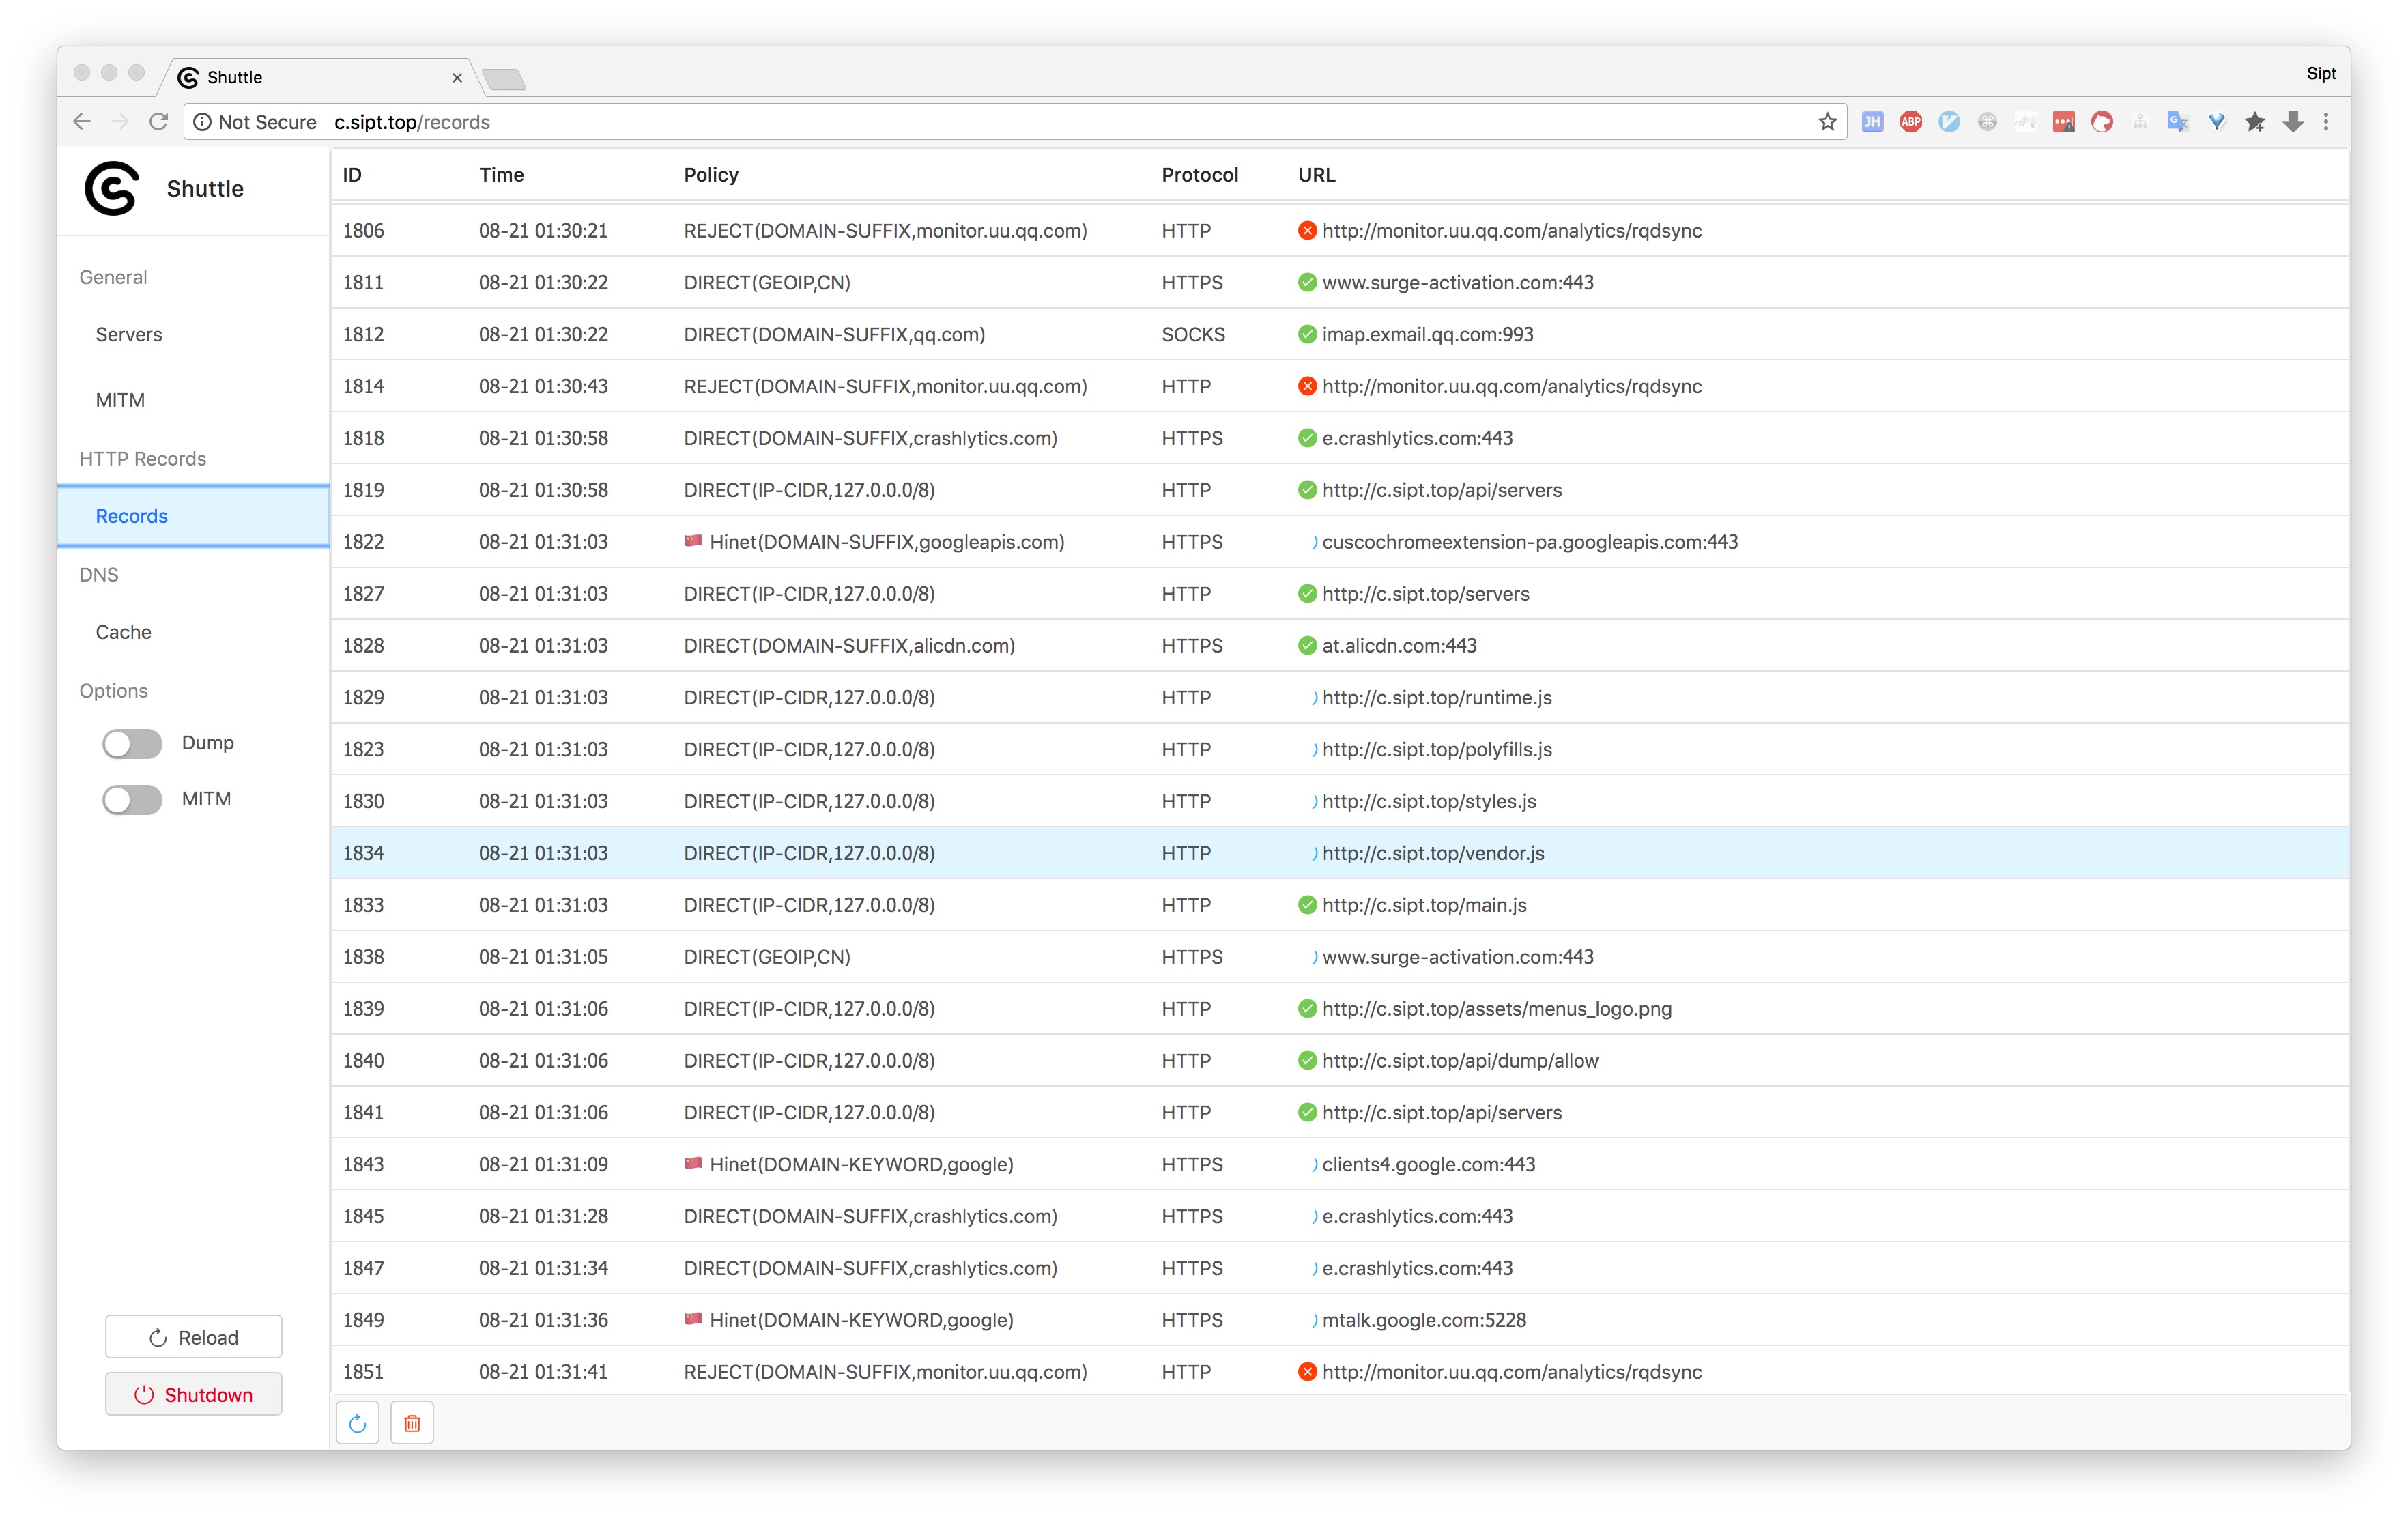 Shuttle
Sipt
Not Secure c.sipt.top/records
JH ABP
Shuttle
General
Servers
MITM
HTTP Records
Records
DNS
Cache
Options
Dump
MITM
Reload
Shutdown
ID Time Policy Protocol URL
1806 08-21 01:30:21 REJECT(DOMAIN-SUFFIX,monitor.uu.qq.com) HTTP http://monitor.uu.qq.com/analytics/rqdsync
1811 08-21 01:30:22 DIRECT(GEOIP,CN) HTTPS www.surge-activation.com:443
1812 08-21 01:30:22 DIRECT(DOMAIN-SUFFIX,qq.com) SOCKS imap.exmail.qq.com:993
1814 08-21 01:30:43 REJECT(DOMAIN-SUFFIX,monitor.uu.qq.com) HTTP http://monitor.uu.qq.com/analytics/rqdsync
1818 08-21 01:30:58 DIRECT(DOMAIN-SUFFIX,crashlytics.com) HTTPS e.crashlytics.com:443
1819 08-21 01:30:58 DIRECT(IP-CIDR,127.0.0.0/8) HTTP http://c.sipt.top/api/servers
1822 08-21 01:31:03 🇨🇳 Hinet(DOMAIN-SUFFIX,googleapis.com) HTTPS cuscochromeextension-pa.googleapis.com:443
1827 08-21 01:31:03 DIRECT(IP-CIDR,127.0.0.0/8) HTTP http://c.sipt.top/servers
1828 08-21 01:31:03 DIRECT(DOMAIN-SUFFIX,alicdn.com) HTTPS at.alicdn.com:443
1829 08-21 01:31:03 DIRECT(IP-CIDR,127.0.0.0/8) HTTP http://c.sipt.top/runtime.js
1823 08-21 01:31:03 DIRECT(IP-CIDR,127.0.0.0/8) HTTP http://c.sipt.top/polyfills.js
1830 08-21 01:31:03 DIRECT(IP-CIDR,127.0.0.0/8) HTTP http://c.sipt.top/styles.js
1834 08-21 01:31:03 DIRECT(IP-CIDR,127.0.0.0/8) HTTP http://c.sipt.top/vendor.js
1833 08-21 01:31:03 DIRECT(IP-CIDR,127.0.0.0/8) HTTP http://c.sipt.top/main.js
1838 08-21 01:31:05 DIRECT(GEOIP,CN) HTTPS www.surge-activation.com:443
1839 08-21 01:31:06 DIRECT(IP-CIDR,127.0.0.0/8) HTTP http://c.sipt.top/assets/menus_logo.png
1840 08-21 01:31:06 DIRECT(IP-CIDR,127.0.0.0/8) HTTP http://c.sipt.top/api/dump/allow
1841 08-21 01:31:06 DIRECT(IP-CIDR,127.0.0.0/8) HTTP http://c.sipt.top/api/servers
1843 08-21 01:31:09 🇨🇳 Hinet(DOMAIN-KEYWORD,google) HTTPS clients4.google.com:443
1845 08-21 01:31:28 DIRECT(DOMAIN-SUFFIX,crashlytics.com) HTTPS e.crashlytics.com:443
1847 08-21 01:31:34 DIRECT(DOMAIN-SUFFIX,crashlytics.com) HTTPS e.crashlytics.com:443
1849 08-21 01:31:36 🇨🇳 Hinet(DOMAIN-KEYWORD,google) HTTPS mtalk.google.com:5228
1851 08-21 01:31:41 REJECT(DOMAIN-SUFFIX,monitor.uu.qq.com) HTTP http://monitor.uu.qq.com/analytics/rqdsync